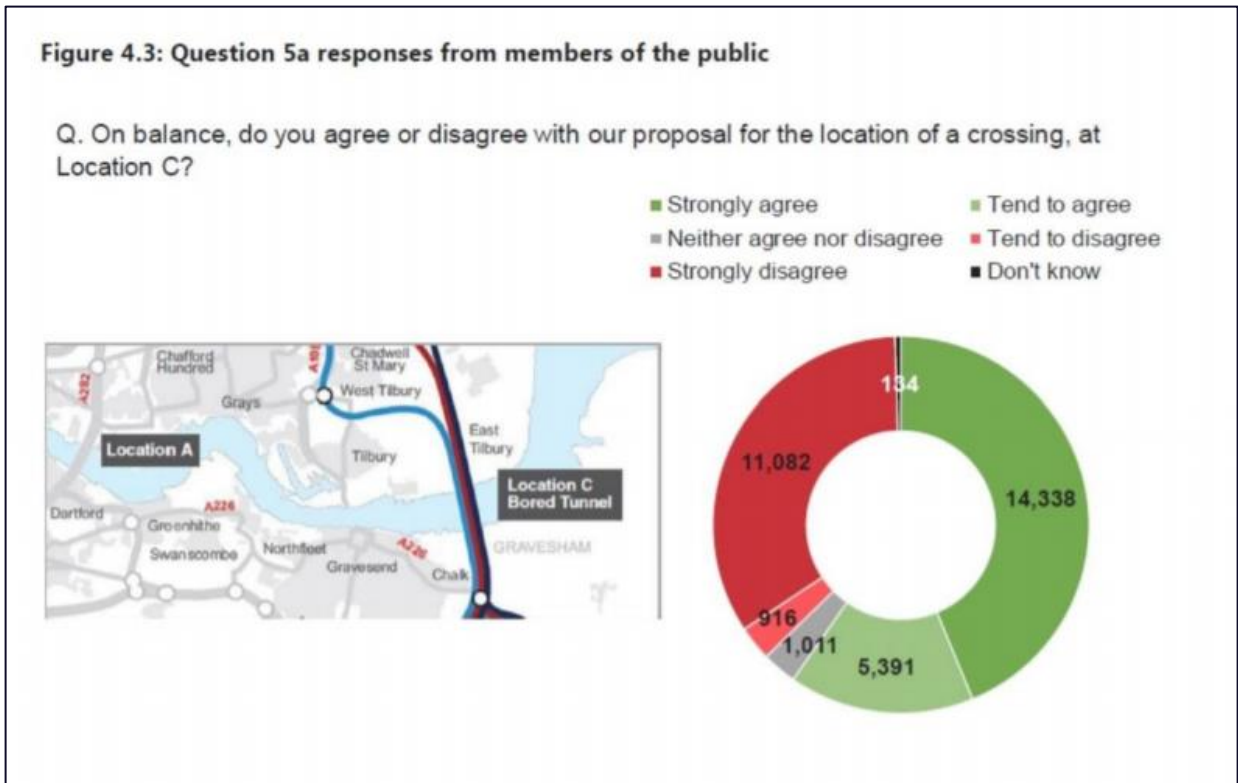 Figure 4.3: Question 5a responses from members of the public
Q. On balance, do you agree or disagree with our proposal for the location of a crossing, at
Location C?
Strongly agree
Tend to agree
Neither agree nor disagree
Tend to disagree
Strongly disagree
Don't know
A282
Chafford
Hundred
Chadwell
St Mary
West Tilbury
Grays
East
Tilbury
Location A
Tilbury
Location C
Bored Tunnel
Dartford
A226
Greenhithe
Swanscombe
Northfleet
Gravesend
A226
Chalk
GRAVESHAM
134
11,082
14,338
916
1,011
5,391